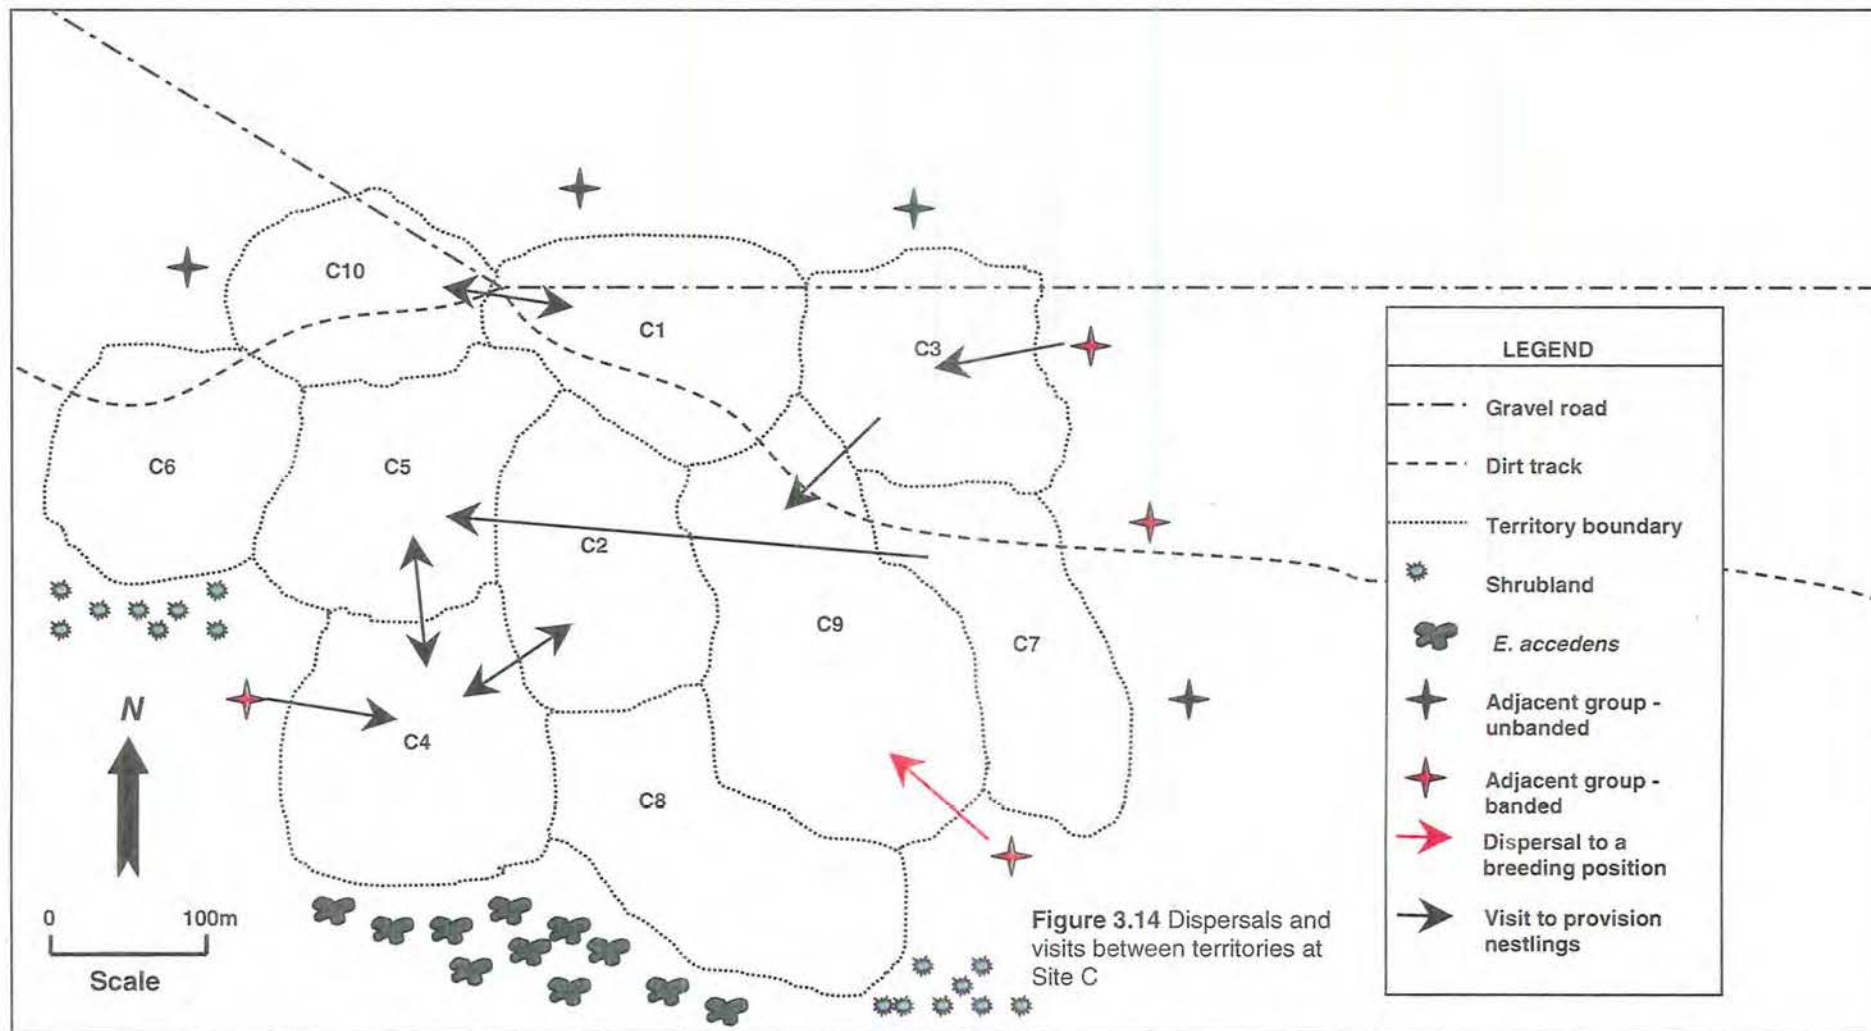 C10
C1
C3
C6
C5
C2
C9
C7
C4
C8
N
0 100m
Scale
Figure 3.14 Dispersals and
visits between territories at
Site C
LEGEND
Gravel road
Dirt track
Territory boundary
Shrubland
E. accedens
Adjacent group -
unbanded
Adjacent group -
banded
Dispersal to a
breeding position
Visit to provision
nestlings